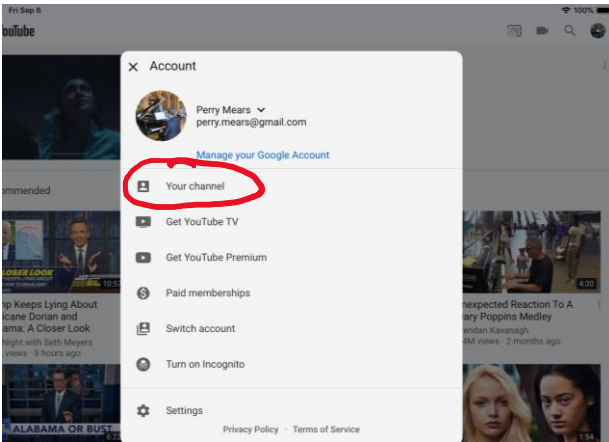 Fri Sep 6
100%
ouTube
Account
Perry Mears
perry.mears@gmail.com
Manage your Google Account
Your channel
Get YouTube TV
Get YouTube Premium
Paid memberships
Switch account
Turn on Incognito
Settings
Privacy Policy · Terms of Service
ommended
CLOSER LOOK
10:57
mp Keeps Lying About
icane Dorian and
ama: A Closer Look
Night with Seth Meyers
views · 9 hours ago
ALABAMA OR BUST
6:22
4:30
nexpected Reaction To A
ary Poppins Medley
endan Kavanagh
4M views · 2 months ago
1:54